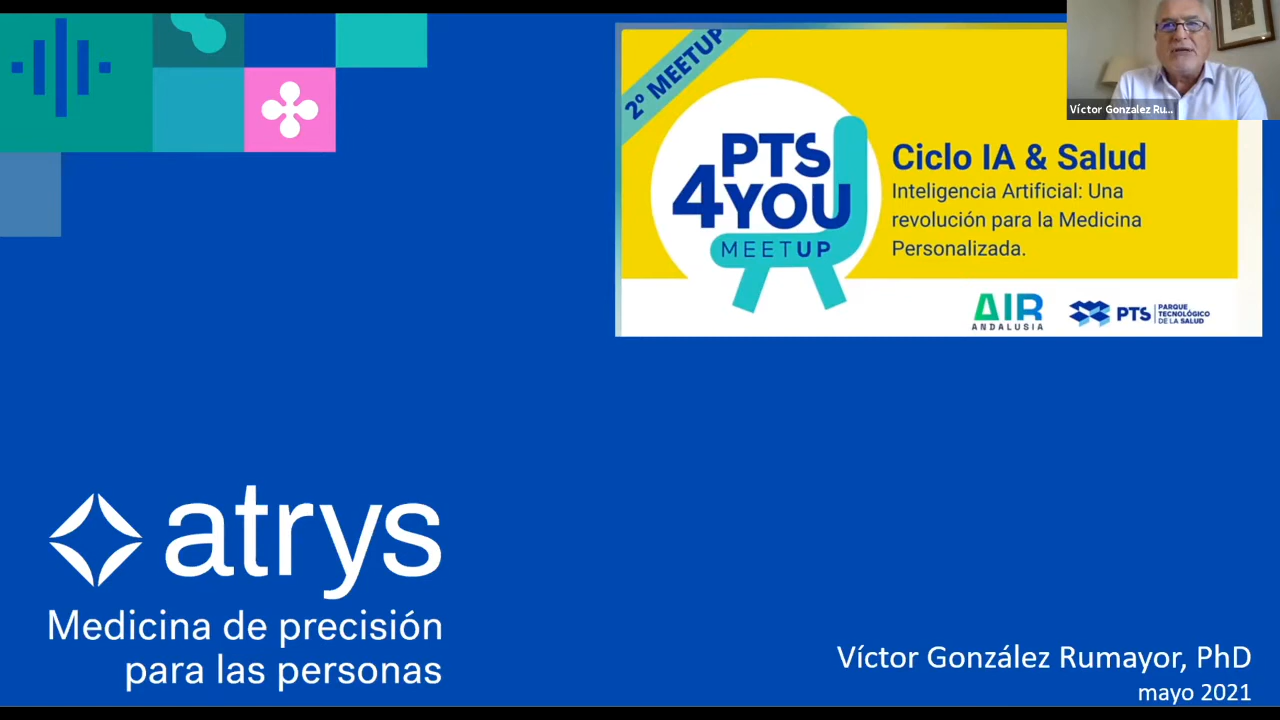 2º MEETUP
PTS
4YOU
MEETUP
Ciclo IA & Salud
Inteligencia Artificial: Una
revolución para la Medicina
Personalizada.
AIR
ANDALUSIA
PTS
PARQUE
TECNOLÓGICO
DE LA SALUD
Víctor Gonzalez Ru...
atrys
Medicina de precisión
para las personas
Víctor González Rumayor, PhD
mayo 2021